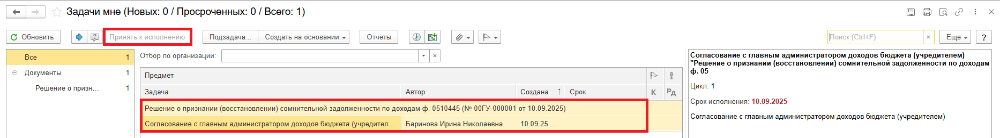 Задачи мне (Новых: 0 / Просроченных: 0 / Всего: 1)
Обновить
Принять к исполнению
Подзадача...
Создать на основании
Отчеты
Поиск (Ctrl+F)
×
Еще
?
Все 1
Документы 1
Решение о призн... 1
Отбор по организации:
Предмет
Задача Автор Создана ↑ Срок К Рд
Решение о признании (восстановлении) сомнительной задолженности по доходам ф. 0510445 (№ 00ГУ-000001 от 10.09.2025)
Согласование с главным администратором доходов бюджета (учредител... Баринова Ирина Николаевна 10.09.25 ...
Согласование с главным администратором доходов бюджета (учредителем)
"Решение о признании (восстановлении) сомнительной задолженности по доходам
ф. 05
Цикл: 1
Срок исполнения: 10.09.2025
Согласование с главным администратором доходов бюджета (учредителем)